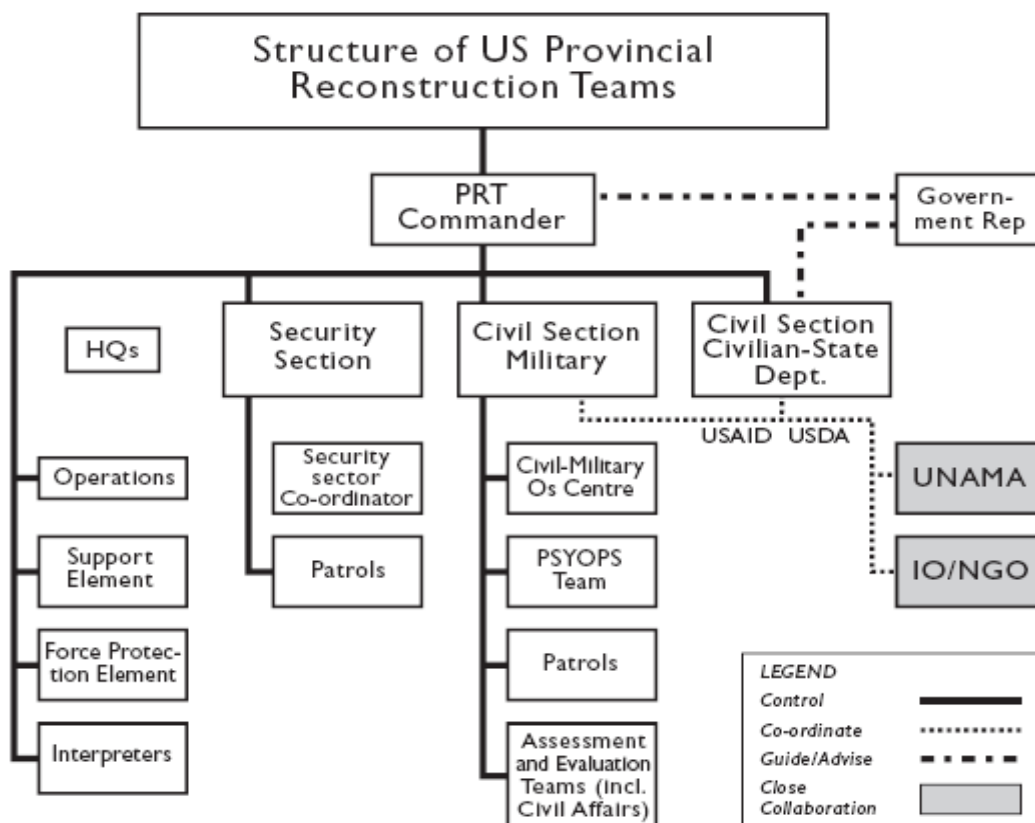 Structure of US Provincial
Reconstruction Teams
PRT
Commander
Govern-
ment Rep
HQs
Security
Section
Civil Section
Military
Civil Section
Civilian-State
Dept.
USAID USDA
Operations
Security
sector
Co-ordinator
Civil-Military
Os Centre
UNAMA
Support
Element
Patrols
PSYOPS
Team
IO/NGO
Force Protec-
tion Element
Patrols
Interpreters
Assessment
and Evaluation
Teams (incl.
Civil Affairs)
LEGEND
Control
Co-ordinate
Guide/Advise
Close
Collaboration